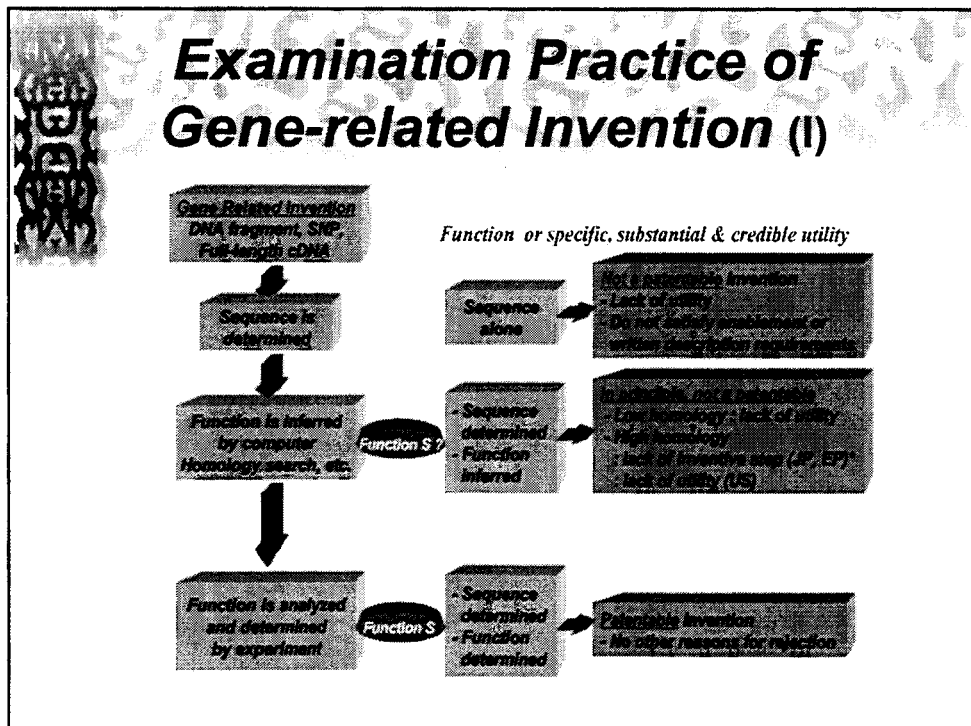 Examination Practice of
Gene-related Invention (I)
Gene Related Invention
DNA fragment, SNP,
Full-length cDNA
Function or specific, substantial & credible utility
Sequence is
determined
Sequence
alone
Not a patentable Invention
- Lack of utility
- Do not satisfy enablement or
written description requirements
Function is inferred
by computer
Homology search, etc.
Function S ?
- Sequence
determined
- Function
inferred
In principle, not a patentable
- Low homology ; lack of utility
- High homology
; lack of inventive step (JP, EP)*
; lack of utility (US)
Function is analyzed
and determined
by experiment
Function S
- Sequence
determined
- Function
determined
Patentable Invention
- No other reasons for rejection